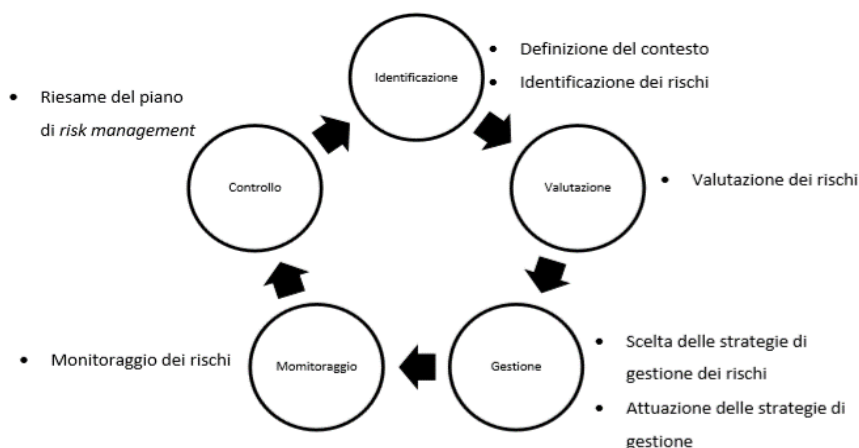 Identificazione
• Definizione del contesto
• Identificazione dei rischi
Valutazione
• Valutazione dei rischi
Gestione
• Scelta delle strategie di
gestione dei rischi
• Attuazione delle strategie di
gestione
Momitoraggio
• Monitoraggio dei rischi
Controllo
• Riesame del piano
di risk management